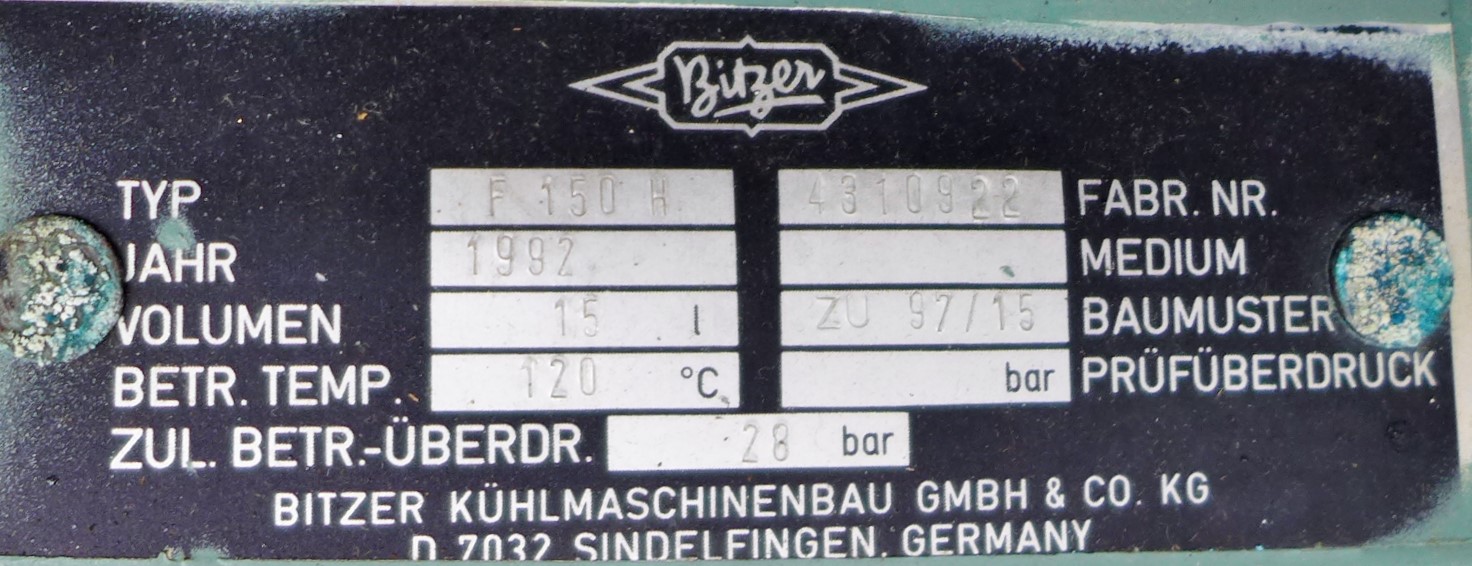 Bitzer
TYP F 150 H 4310922 FABR. NR.
JAHR 1992 MEDIUM
VOLUMEN 15 l ZU 97/15 BAUMUSTER
BETR. TEMP. 120 °C bar PRÜFÜBERDRUCK
ZUL. BETR.-ÜBERDR. 28 bar
BITZER KÜHLMASCHINENBAU GMBH & CO. KG
D 7032 SINDELFINGEN, GERMANY